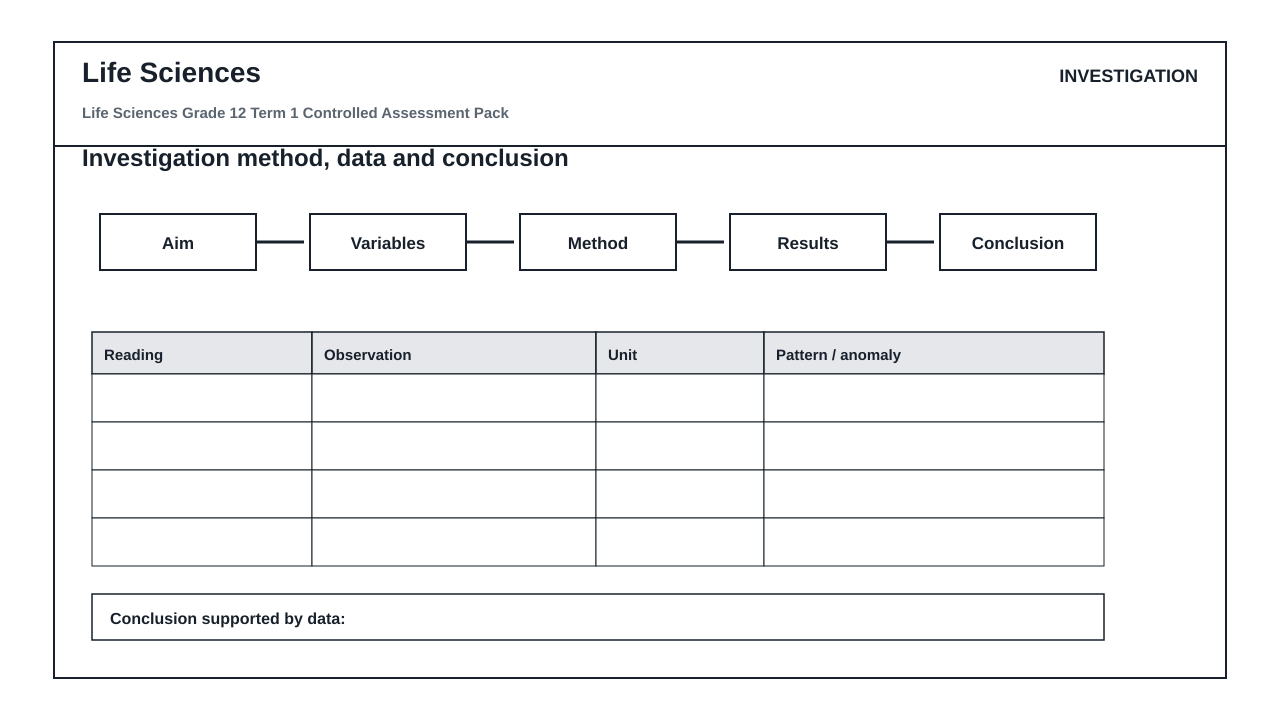 Life Sciences
INVESTIGATION
Life Sciences Grade 12 Term 1 Controlled Assessment Pack
Investigation method, data and conclusion
Aim Variables Method Results Conclusion
Reading Observation Unit Pattern / anomaly
Conclusion supported by data: